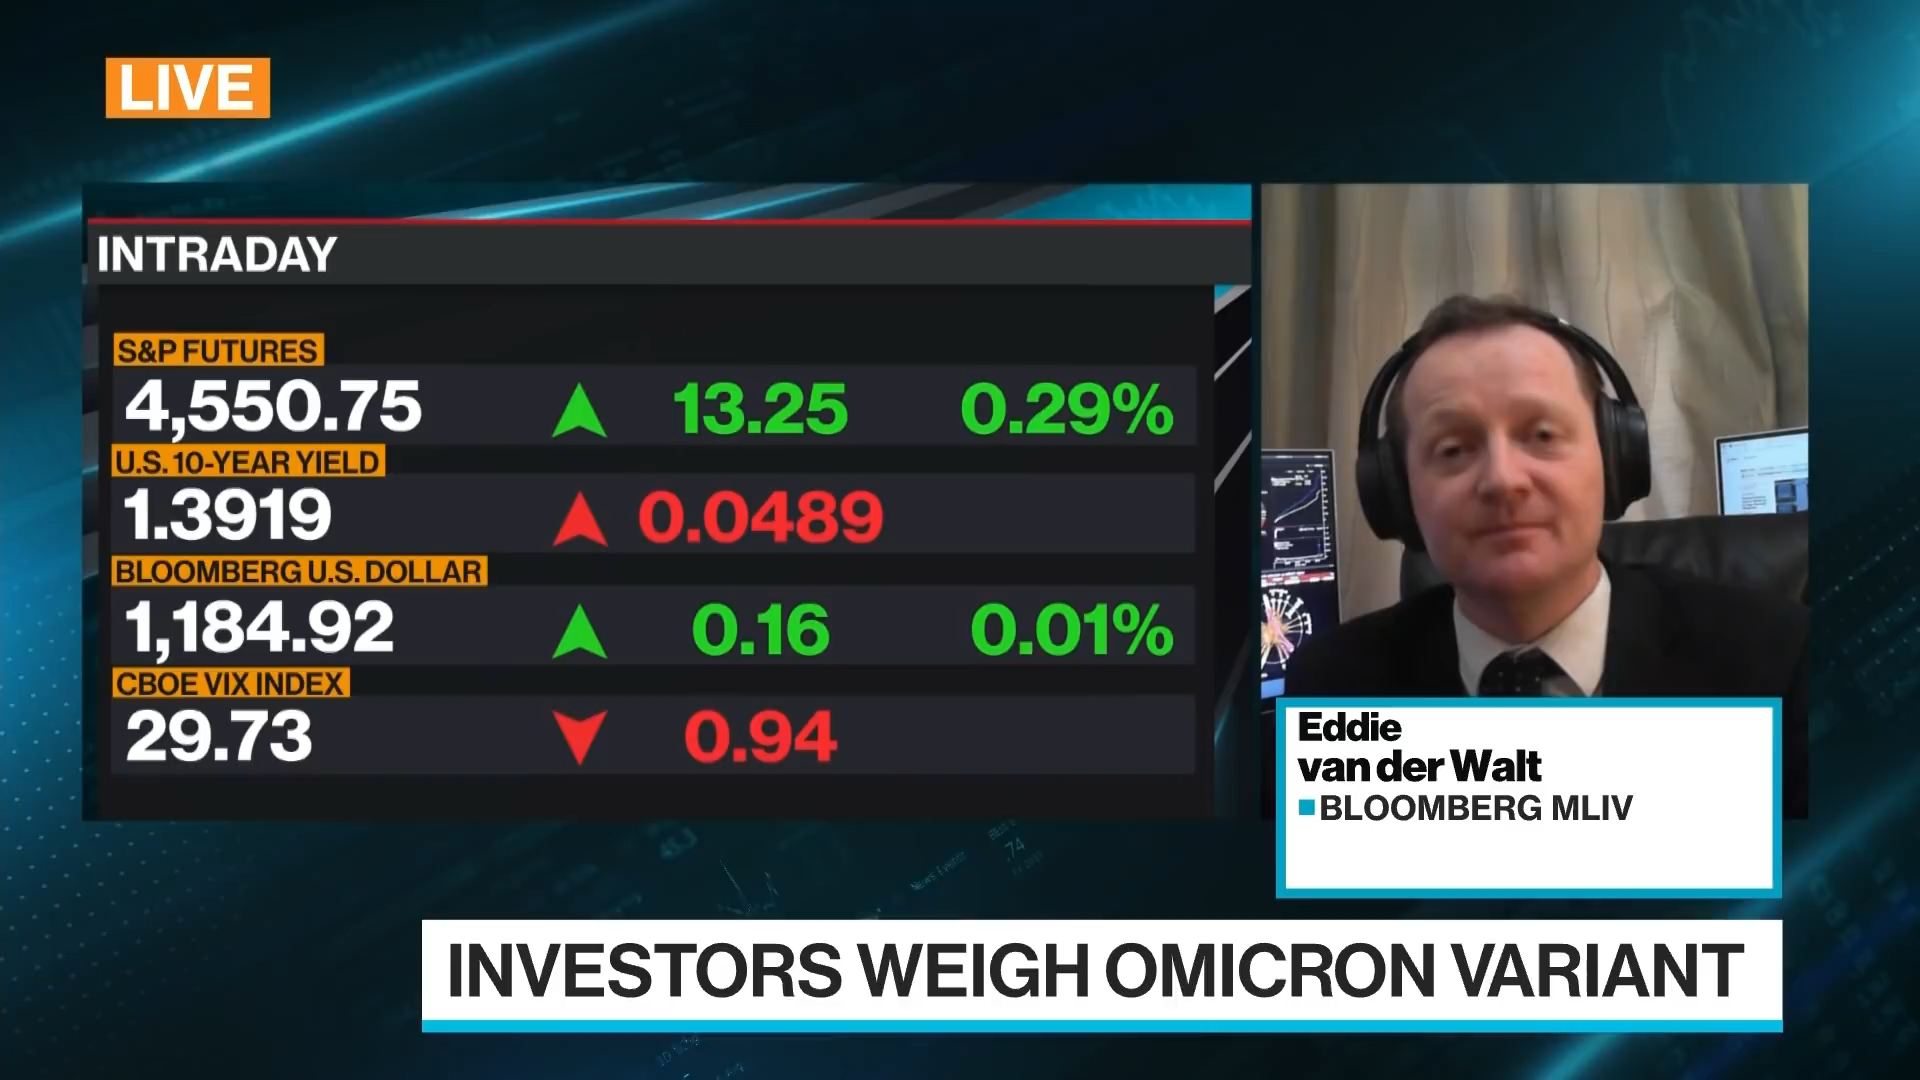 LIVE
INTRADAY
S&P FUTURES
4,550.75 ▲ 13.25 0.29%
U.S. 10-YEAR YIELD
1.3919 ▲ 0.0489
BLOOMBERG U.S. DOLLAR
1,184.92 ▲ 0.16 0.01%
CBOE VIX INDEX
29.73 ▼ 0.94
Eddie
van der Walt
BLOOMBERG MLIV
INVESTORS WEIGH OMICRON VARIANT